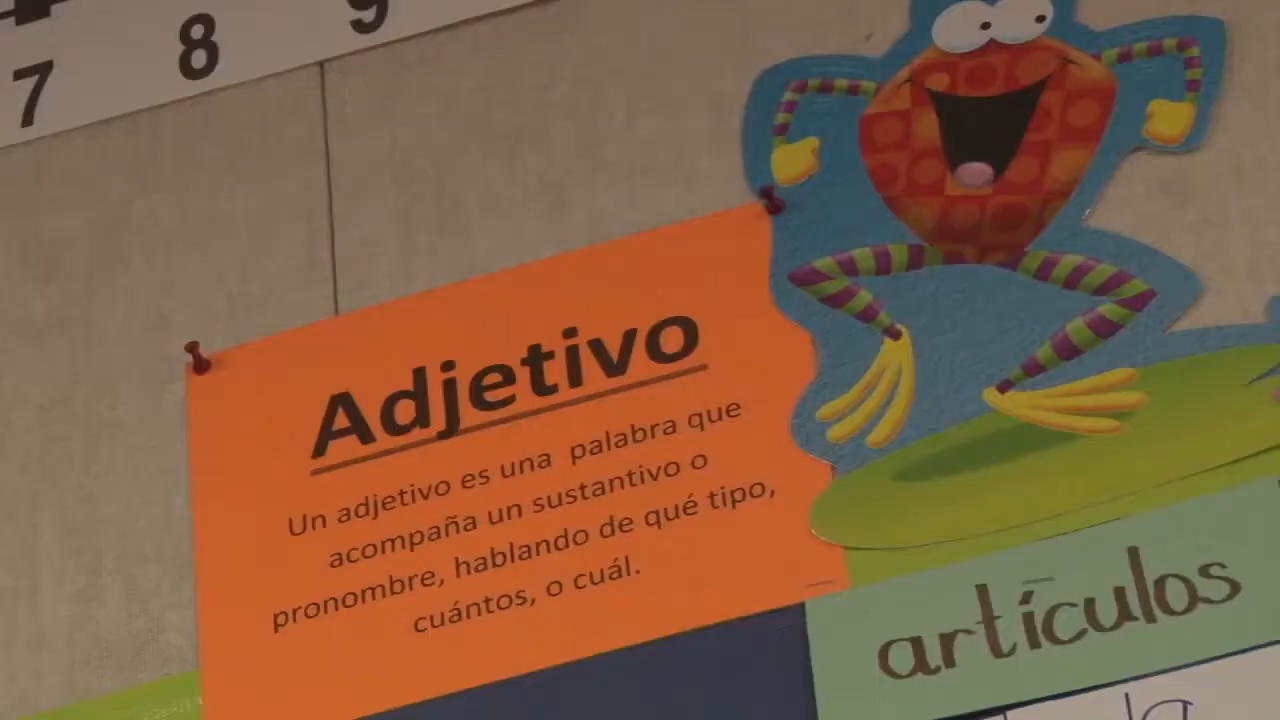 7 8 9
Adjetivo
Un adjetivo es una palabra que
acompaña un sustantivo o
pronombre, hablando de qué tipo,
cuántos, o cuál.
artículos
la